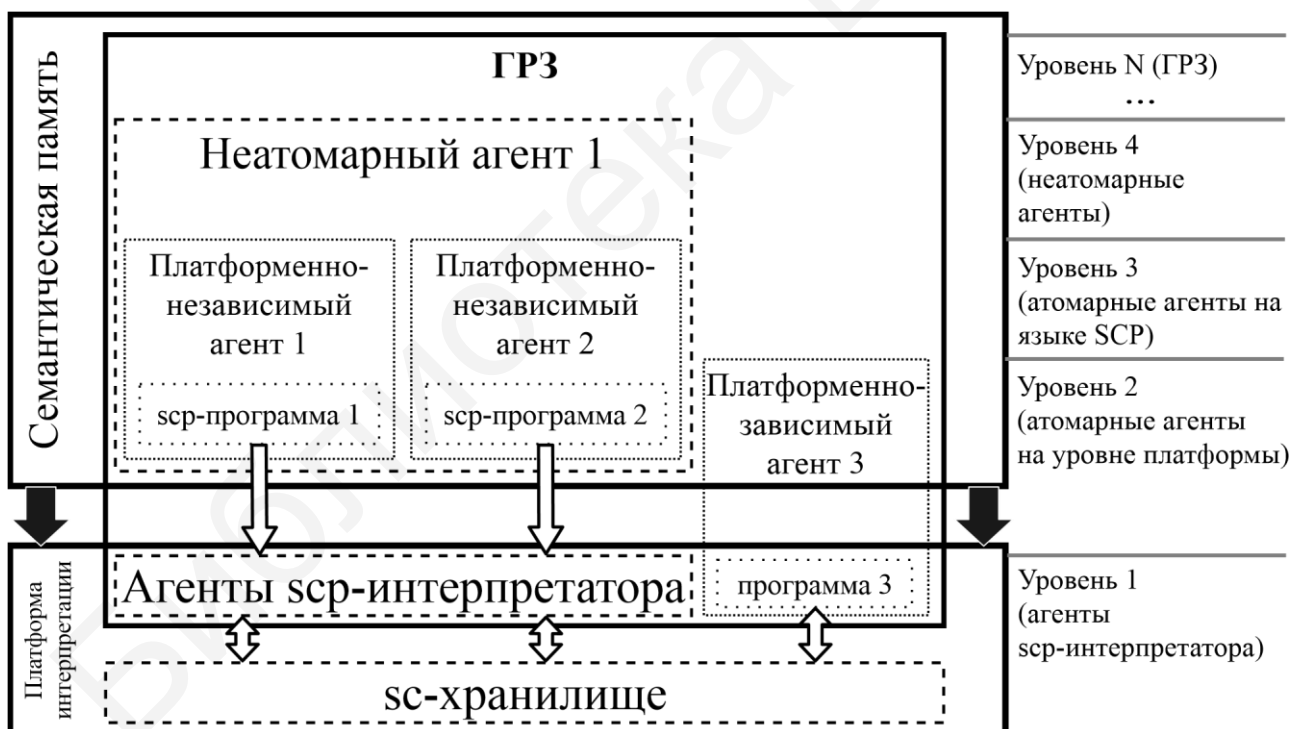 Семантическая память
ГРЗ
Неатомарный агент 1
Платформенно-
независимый
агент 1
scp-программа 1
Платформенно-
независимый
агент 2
scp-программа 2
Платформенно-
зависимый
агент 3
программа 3
Платформа
интерпретации
Агенты scp-интерпретатора
sc-хранилище
Уровень N (ГРЗ)
...
Уровень 4
(неатомарные
агенты)
Уровень 3
(атомарные агенты на
языке SCP)
Уровень 2
(атомарные агенты
на уровне платформы)
Уровень 1
(агенты
scp-интерпретатора)
Библиотека